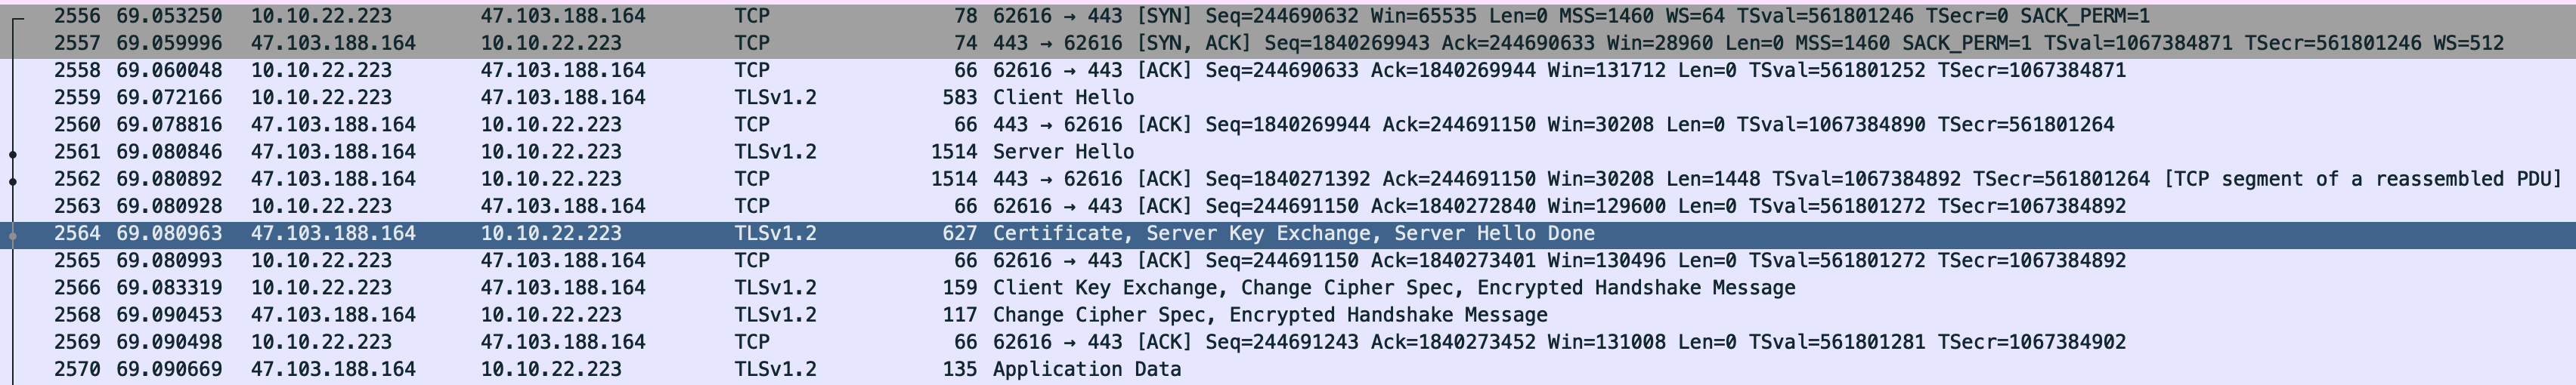 2556 69.053250 10.10.22.223 47.103.188.164 TCP 78 62616 → 443 [SYN] Seq=244690632 Win=65535 Len=0 MSS=1460 WS=64 TSval=561801246 TSecr=0 SACK_PERM=1
2557 69.059996 47.103.188.164 10.10.22.223 TCP 74 443 → 62616 [SYN, ACK] Seq=1840269943 Ack=244690633 Win=28960 Len=0 MSS=1460 SACK_PERM=1 TSval=1067384871 TSecr=561801246 WS=512
2558 69.060048 10.10.22.223 47.103.188.164 TCP 66 62616 → 443 [ACK] Seq=244690633 Ack=1840269944 Win=131712 Len=0 TSval=561801252 TSecr=1067384871
2559 69.072166 10.10.22.223 47.103.188.164 TLSv1.2 583 Client Hello
2560 69.078816 47.103.188.164 10.10.22.223 TCP 66 443 → 62616 [ACK] Seq=1840269944 Ack=244691150 Win=30208 Len=0 TSval=1067384890 TSecr=561801264
2561 69.080846 47.103.188.164 10.10.22.223 TLSv1.2 1514 Server Hello
2562 69.080892 47.103.188.164 10.10.22.223 TCP 1514 443 → 62616 [ACK] Seq=1840271392 Ack=244691150 Win=30208 Len=1448 TSval=1067384892 TSecr=561801264 [TCP segment of a reassembled PDU]
2563 69.080928 10.10.22.223 47.103.188.164 TCP 66 62616 → 443 [ACK] Seq=244691150 Ack=1840272840 Win=129600 Len=0 TSval=561801272 TSecr=1067384892
2564 69.080963 47.103.188.164 10.10.22.223 TLSv1.2 627 Certificate, Server Key Exchange, Server Hello Done
2565 69.080993 10.10.22.223 47.103.188.164 TCP 66 62616 → 443 [ACK] Seq=244691150 Ack=1840273401 Win=130496 Len=0 TSval=561801272 TSecr=1067384892
2566 69.083319 10.10.22.223 47.103.188.164 TLSv1.2 159 Client Key Exchange, Change Cipher Spec, Encrypted Handshake Message
2568 69.090453 47.103.188.164 10.10.22.223 TLSv1.2 117 Change Cipher Spec, Encrypted Handshake Message
2569 69.090498 10.10.22.223 47.103.188.164 TCP 66 62616 → 443 [ACK] Seq=244691243 Ack=1840273452 Win=131008 Len=0 TSval=561801281 TSecr=1067384902
2570 69.090669 47.103.188.164 10.10.22.223 TLSv1.2 135 Application Data